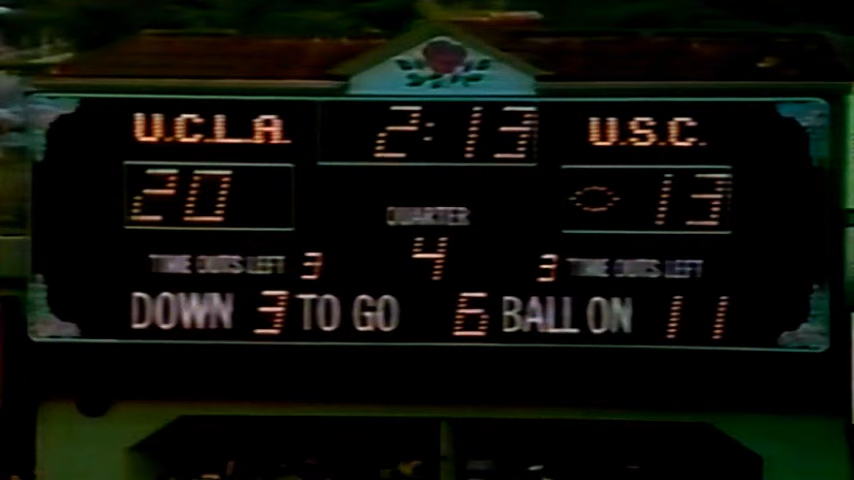 U.C.L.A. 2:13 U.S.C.
20 13
QUARTER
TIME OUTS LEFT 3 4 3 TIME OUTS LEFT
DOWN 3 TO GO 6 BALL ON 11